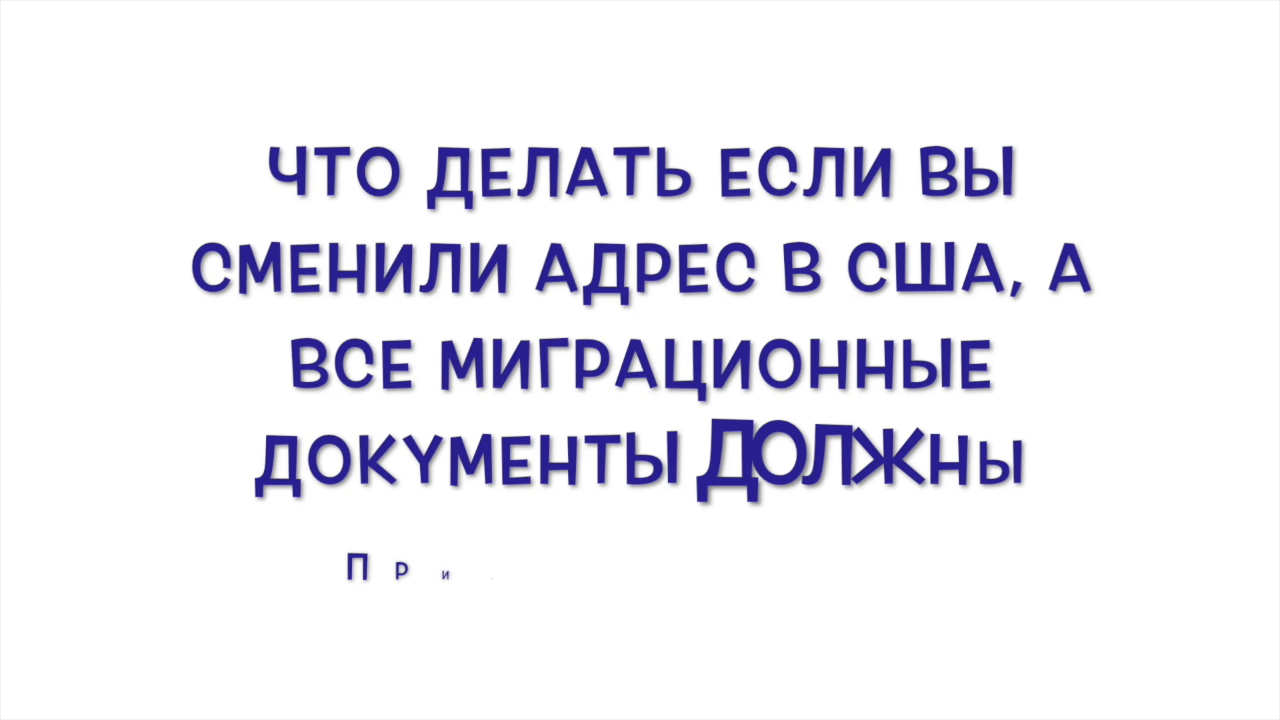 ЧТО ДЕЛАТЬ ЕСЛИ ВЫ
СМЕНИЛИ АДРЕС В США, А
ВСЕ МИГРАЦИОННЫЕ
ДОКУМЕНТЫ ДОЛЖНЫ
ПРИ